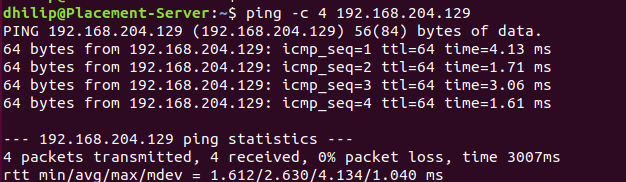 dhilip@Placement-Server:~$ ping -c 4 192.168.204.129
PING 192.168.204.129 (192.168.204.129) 56(84) bytes of data.
64 bytes from 192.168.204.129: icmp_seq=1 ttl=64 time=4.13 ms
64 bytes from 192.168.204.129: icmp_seq=2 ttl=64 time=1.71 ms
64 bytes from 192.168.204.129: icmp_seq=3 ttl=64 time=3.06 ms
64 bytes from 192.168.204.129: icmp_seq=4 ttl=64 time=1.61 ms
--- 192.168.204.129 ping statistics ---
4 packets transmitted, 4 received, 0% packet loss, time 3007ms
rtt min/avg/max/mdev = 1.612/2.630/4.134/1.040 ms